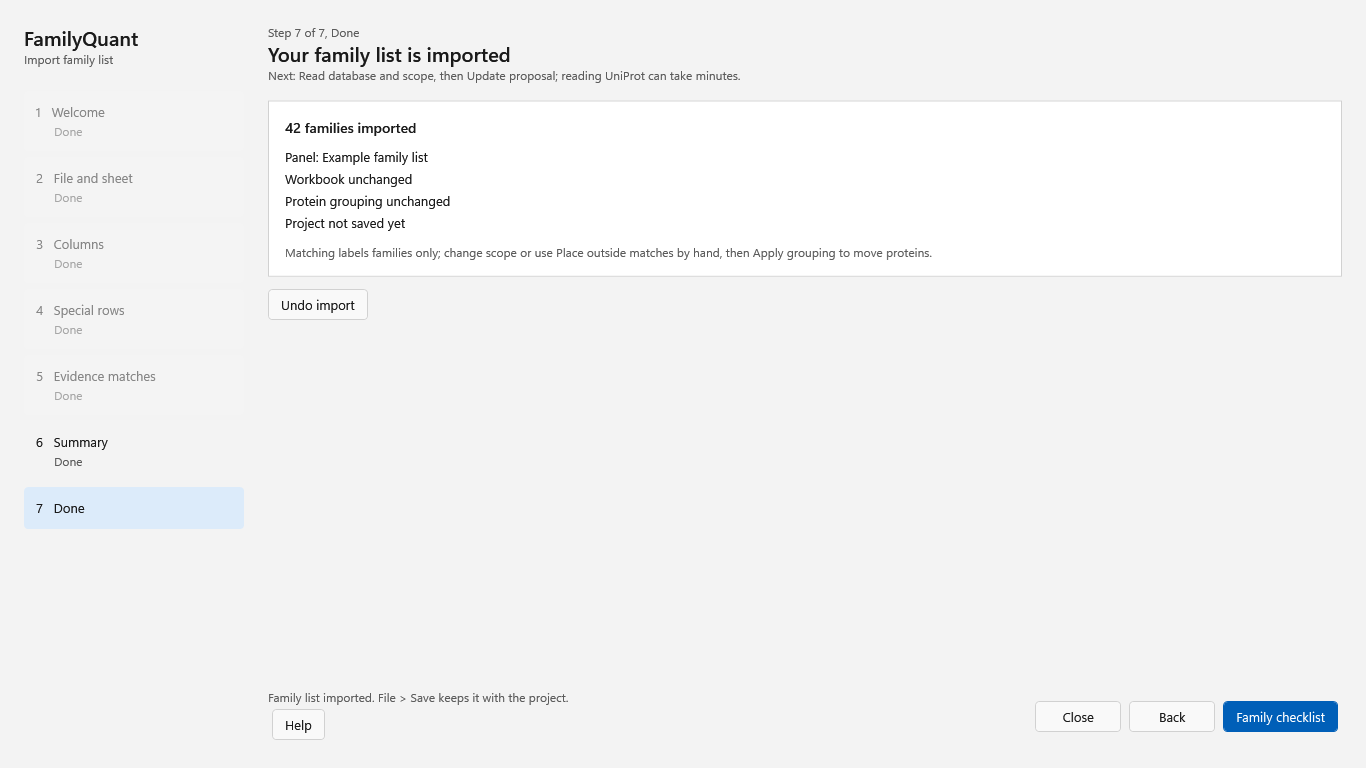 FamilyQuant
Import family list
1 Welcome
Done
2 File and sheet
Done
3 Columns
Done
4 Special rows
Done
5 Evidence matches
Done
6 Summary
Done
7 Done
Step 7 of 7, Done
Your family list is imported
Next: Read database and scope, then Update proposal; reading UniProt can take minutes.
42 families imported
Panel: Example family list
Workbook unchanged
Protein grouping unchanged
Project not saved yet
Matching labels families only; change scope or use Place outside matches by hand, then Apply grouping to move proteins.
Undo import
Family list imported. File > Save keeps it with the project.
Help
Close
Back
Family checklist